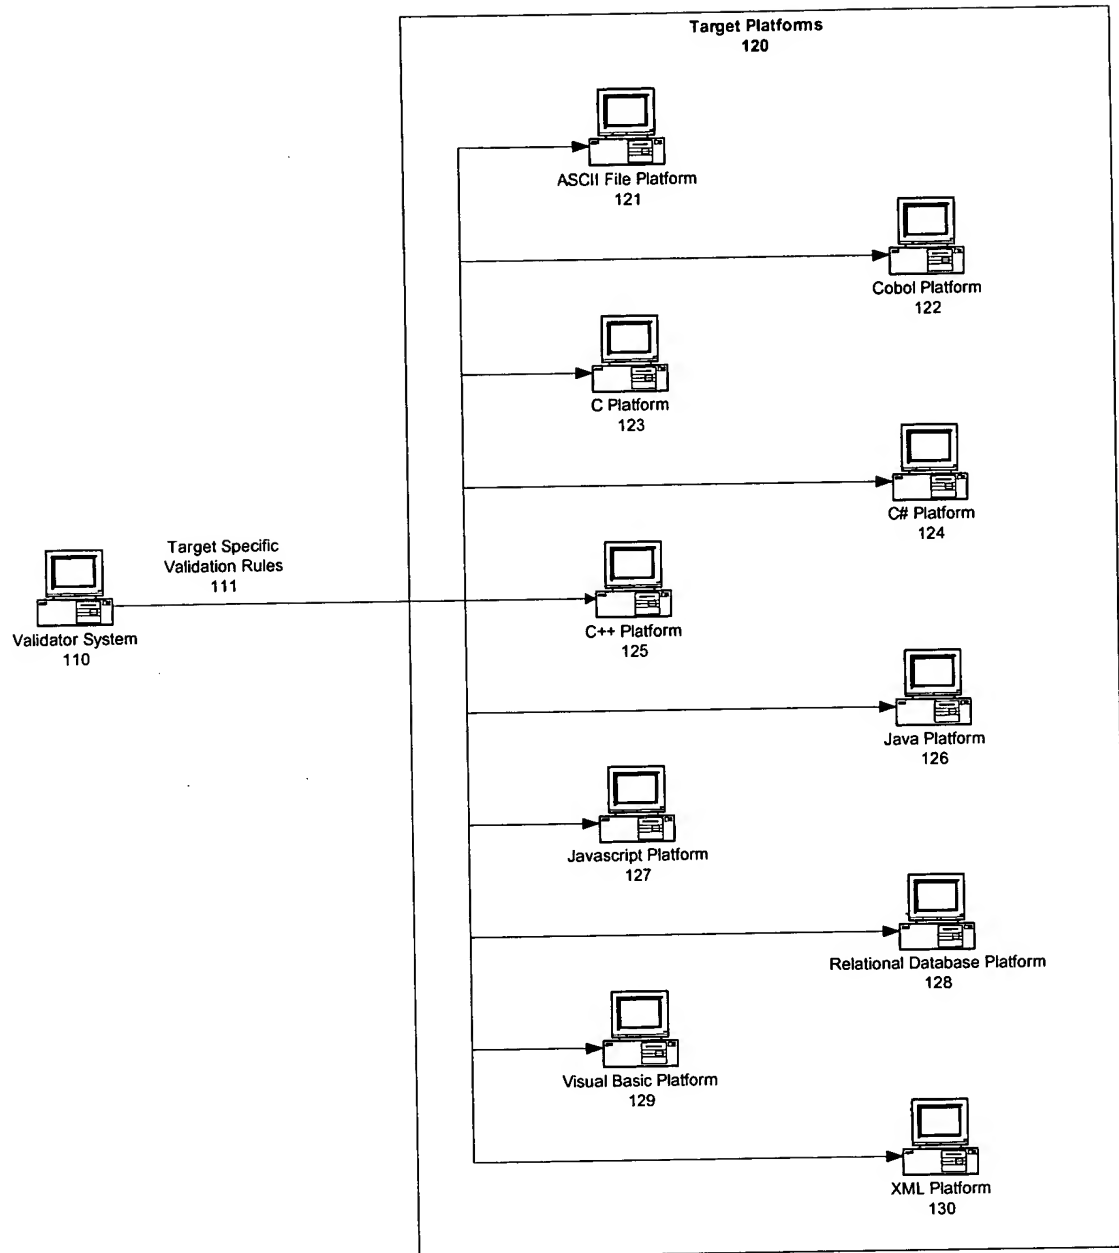 Target Platforms
120
ASCII File Platform
121
Cobol Platform
122
C Platform
123
C# Platform
124
Target Specific
Validation Rules
111
Validator System
110
C++ Platform
125
Java Platform
126
Javascript Platform
127
Relational Database Platform
128
Visual Basic Platform
129
XML Platform
130